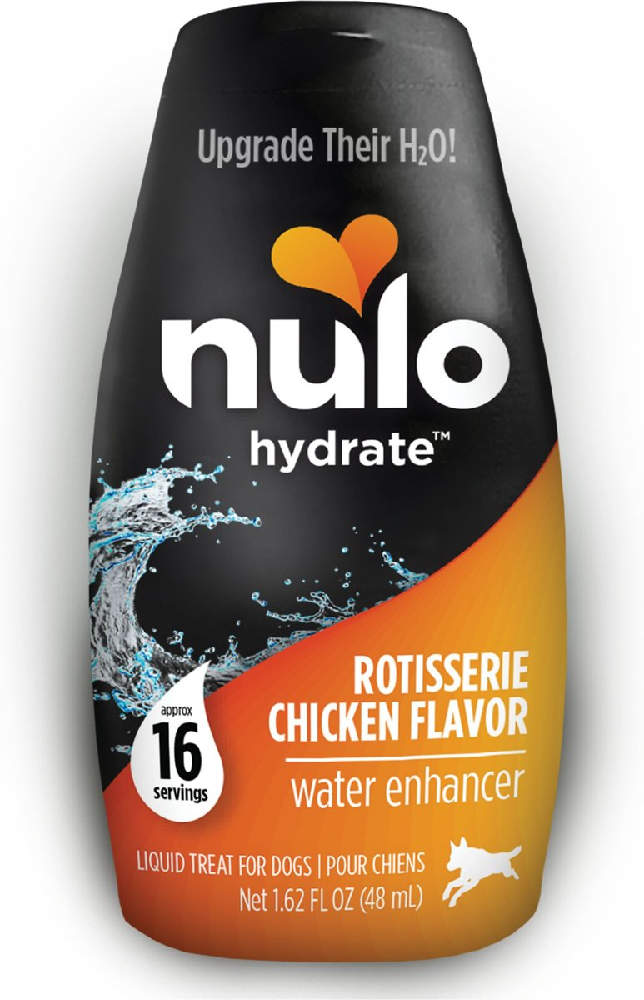 Upgrade Their H₂O!
nulo
hydrate™
ROTISSERIE
CHICKEN FLAVOR
water enhancer
approx
16
servings
LIQUID TREAT FOR DOGS | POUR CHIENS
Net 1.62 FL OZ (48 mL)